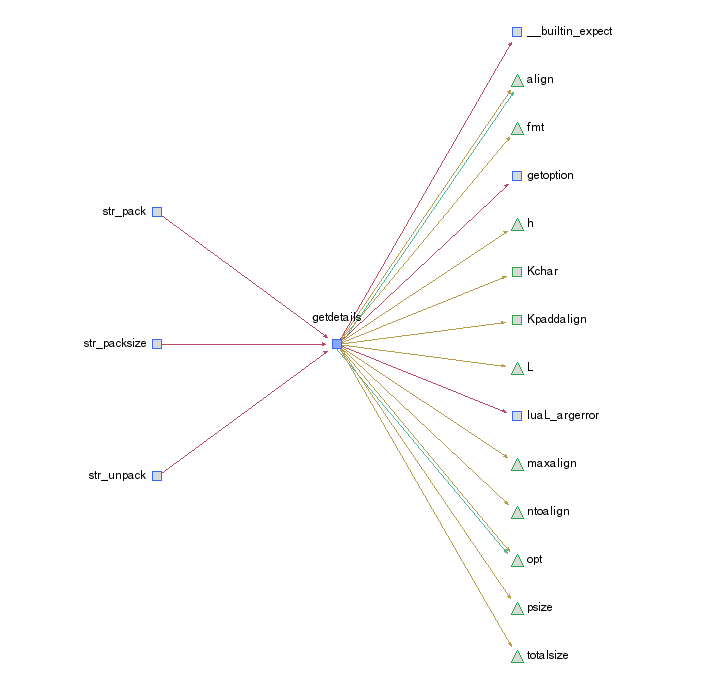 __builtin_expect
align
fmt
getoption
str_pack
h
Kchar
getdetails
Kpaddalign
str_packsize
L
luaL_argerror
maxalign
str_unpack
ntoalign
opt
psize
totalsize